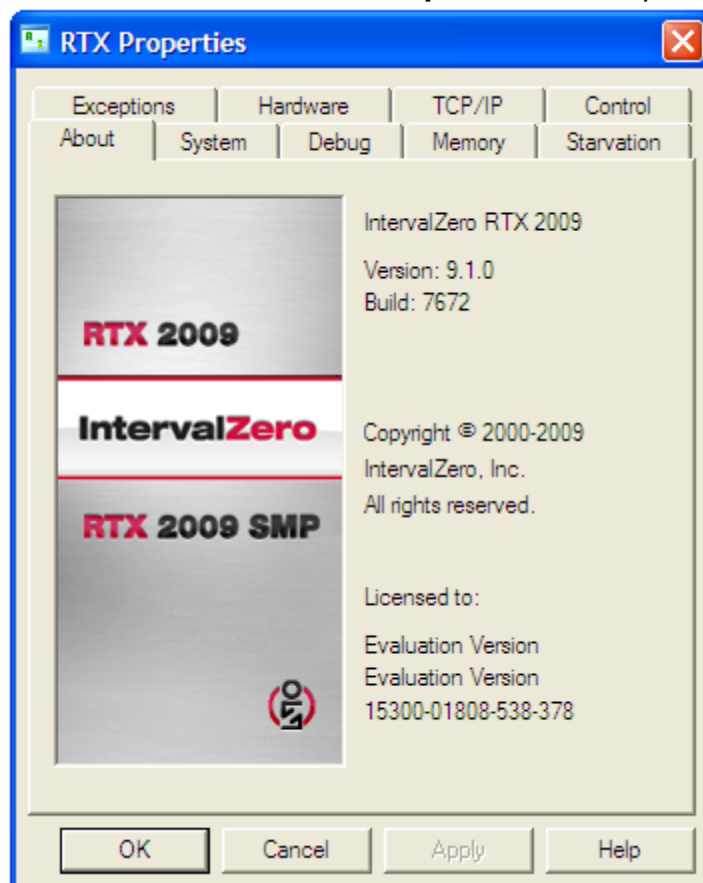 RTX Properties
Exceptions Hardware TCP/IP Control
About System Debug Memory Starvation
RTX 2009
IntervalZero
RTX 2009 SMP
IntervalZero RTX 2009
Version: 9.1.0
Build: 7672
Copyright © 2000-2009
IntervalZero, Inc.
All rights reserved.
Licensed to:
Evaluation Version
Evaluation Version
15300-01808-538-378
OK Cancel Apply Help